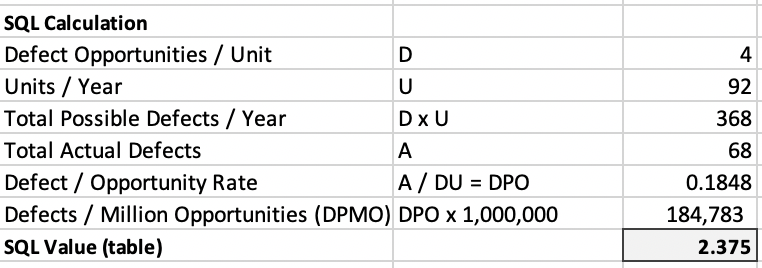 SQL Calculation
Defect Opportunities / Unit D 4
Units / Year U 92
Total Possible Defects / Year D x U 368
Total Actual Defects A 68
Defect / Opportunity Rate A / DU = DPO 0.1848
Defects / Million Opportunities (DPMO) DPO x 1,000,000 184,783
SQL Value (table) 2.375